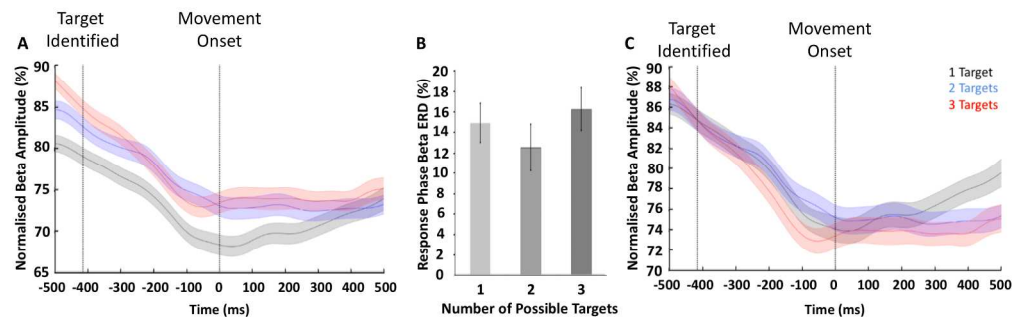 A
Target
Identified
Movement
Onset
Normalised Beta Amplitude (%)
90
85
80
75
70
65
-500 -400 -300 -200 -100 0 100 200 300 400 500
Time (ms)
B
Response Phase Beta ERD (%)
20
18
16
14
12
10
8
6
4
2
0
1 2 3
Number of Possible Targets
C
Target
Identified
Movement
Onset
1 Target
2 Targets
3 Targets
Normalised Beta Amplitude (%)
90
88
86
84
82
80
78
76
74
72
70
-500 -400 -300 -200 -100 0 100 200 300 400 500
Time (ms)